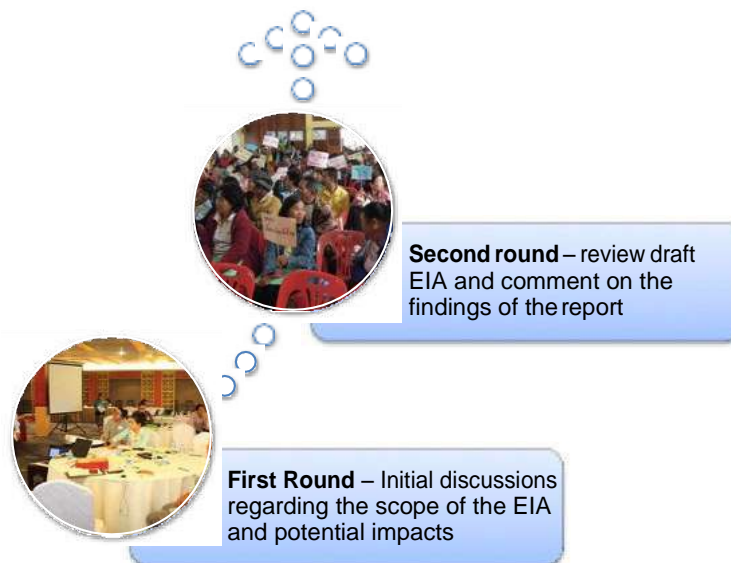 Second round – review draft
EIA and comment on the
findings of the report
First Round – Initial discussions
regarding the scope of the EIA
and potential impacts